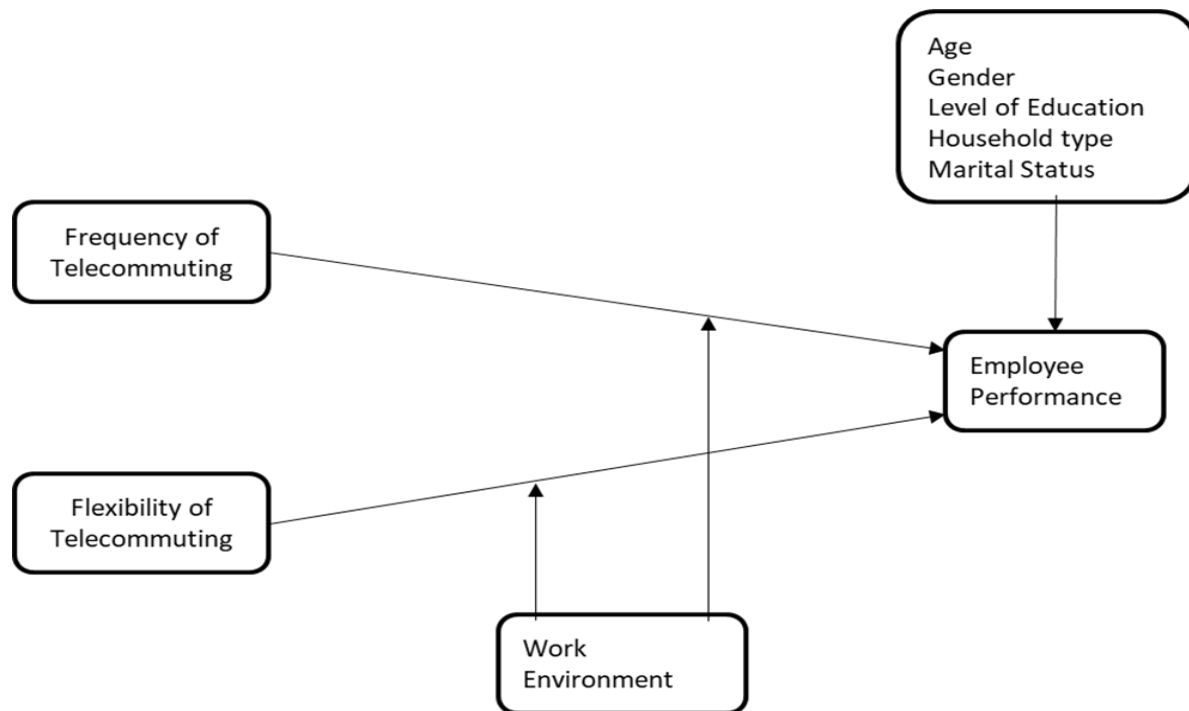 Age
Gender
Level of Education
Household type
Marital Status
Frequency of
Telecommuting
Employee
Performance
Flexibility of
Telecommuting
Work
Environment